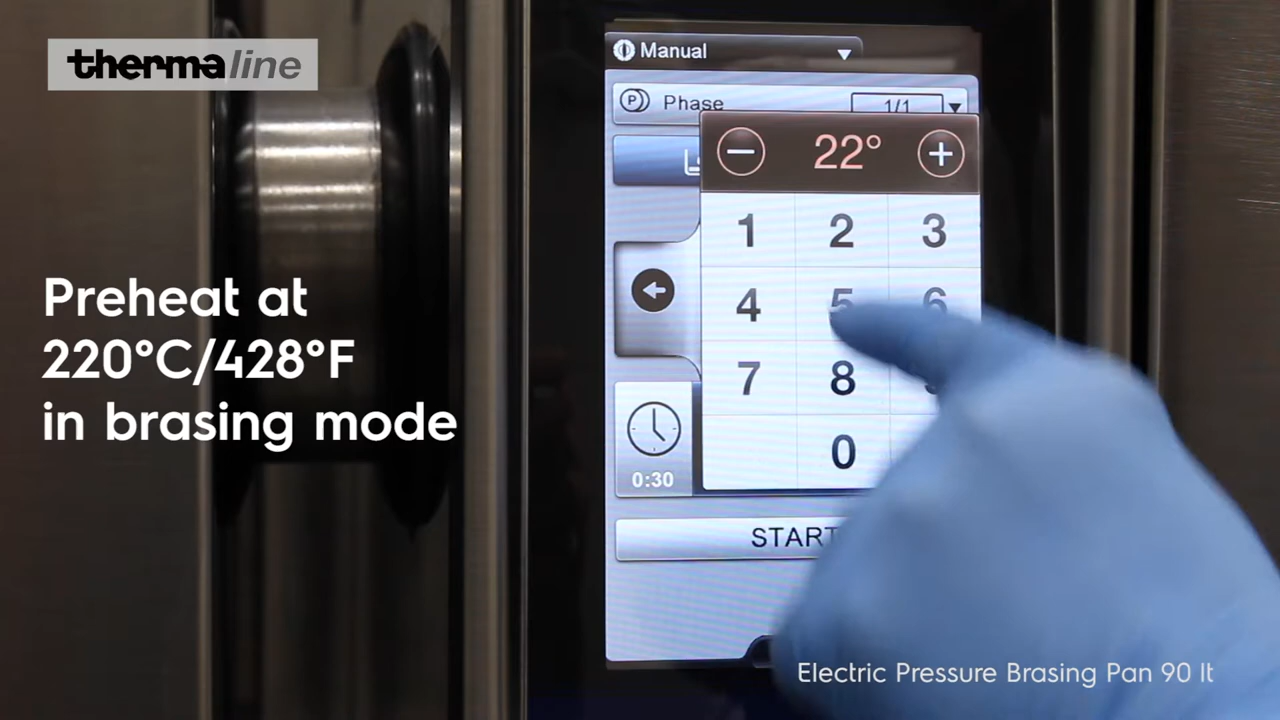 thermaline
Manual
Phase 1/1
22°
1 2 3
4 5 6
7 8
0
0:30
START
Preheat at
220°C/428°F
in brasing mode
Electric Pressure Brasing Pan 90 lt